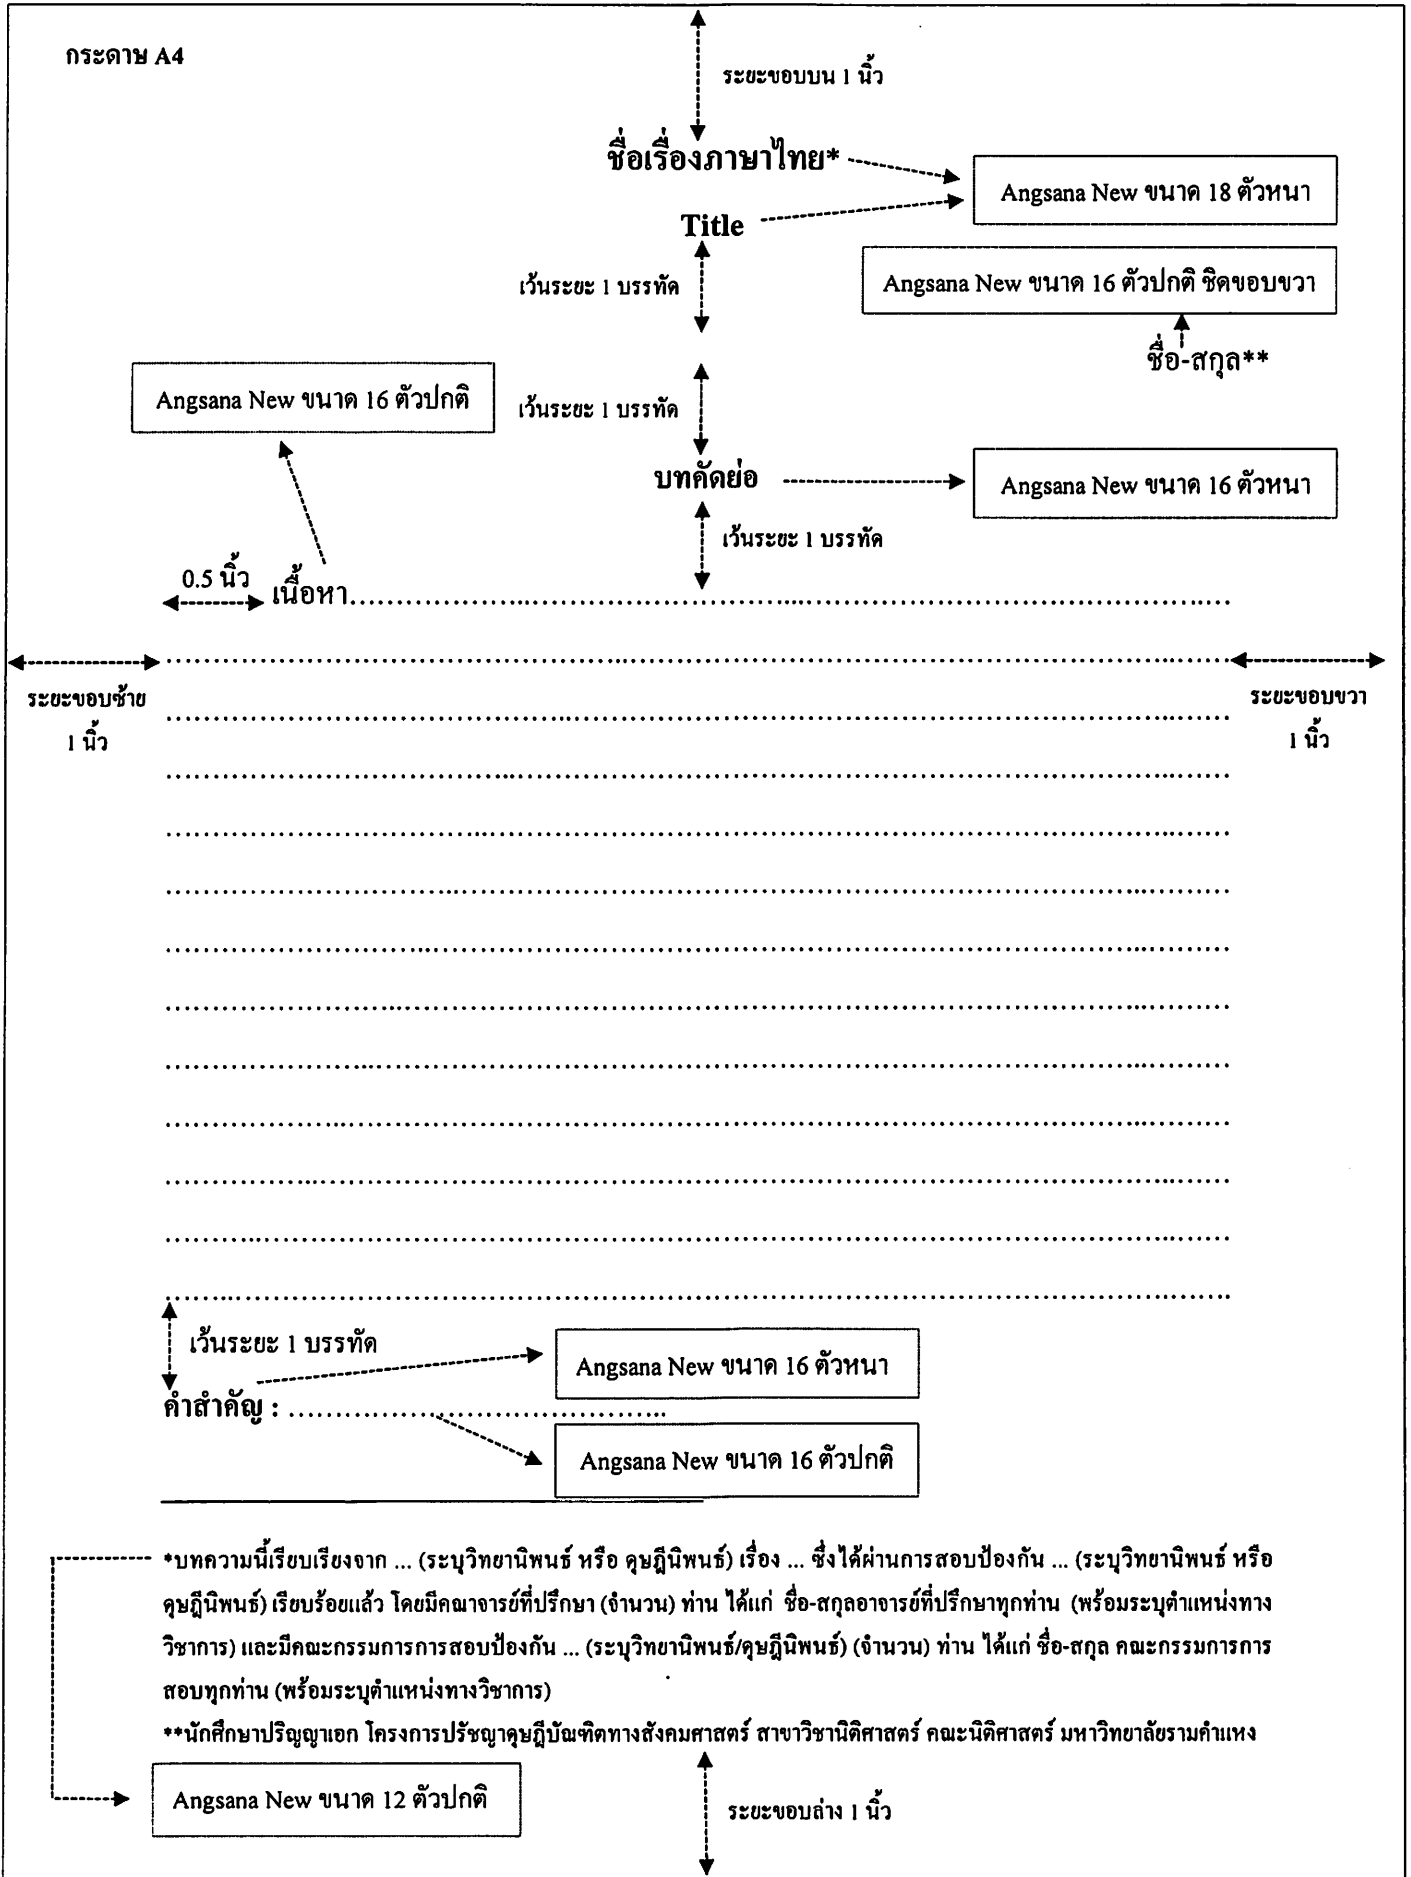 กระดาษ A4
ระยะขอบบน 1 นิ้ว
ชื่อเรื่องภาษาไทย*
Angsana New ขนาด 18 ตัวหนา
Title
เว้นระยะ 1 บรรทัด
Angsana New ขนาด 16 ตัวปกติ ชิดขอบขวา
ชื่อ-สกุล**
Angsana New ขนาด 16 ตัวปกติ
เว้นระยะ 1 บรรทัด
บทคัดย่อ
Angsana New ขนาด 16 ตัวหนา
เว้นระยะ 1 บรรทัด
0.5 นิ้ว
เนื้อหา
ระยะขอบซ้าย
1 นิ้ว
ระยะขอบขวา
1 นิ้ว
เว้นระยะ 1 บรรทัด
Angsana New ขนาด 16 ตัวหนา
คำสำคัญ : ........................................
Angsana New ขนาด 16 ตัวปกติ
*บทความนี้เรียบเรียงจาก ... (ระบุวิทยานิพนธ์ หรือ ดุษฎีนิพนธ์) เรื่อง ... ซึ่งได้ผ่านการสอบป้องกัน ... (ระบุวิทยานิพนธ์ หรือ
ดุษฎีนิพนธ์) เรียบร้อยแล้ว โดยมีคณาจารย์ที่ปรึกษา (จำนวน) ท่าน ได้แก่ ชื่อ-สกุลอาจารย์ที่ปรึกษาทุกท่าน (พร้อมระบุตำแหน่งทาง
วิชาการ) และมีคณะกรรมการการสอบป้องกัน ... (ระบุวิทยานิพนธ์/ดุษฎีนิพนธ์) (จำนวน) ท่าน ได้แก่ ชื่อ-สกุล คณะกรรมการการ
สอบทุกท่าน (พร้อมระบุตำแหน่งทางวิชาการ)
**นักศึกษาปริญญาเอก โครงการปรัชญาดุษฎีบัณฑิตทางสังคมศาสตร์ สาขาวิชานิติศาสตร์ คณะนิติศาสตร์ มหาวิทยาลัยรามคำแหง
Angsana New ขนาด 12 ตัวปกติ
ระยะขอบล่าง 1 นิ้ว